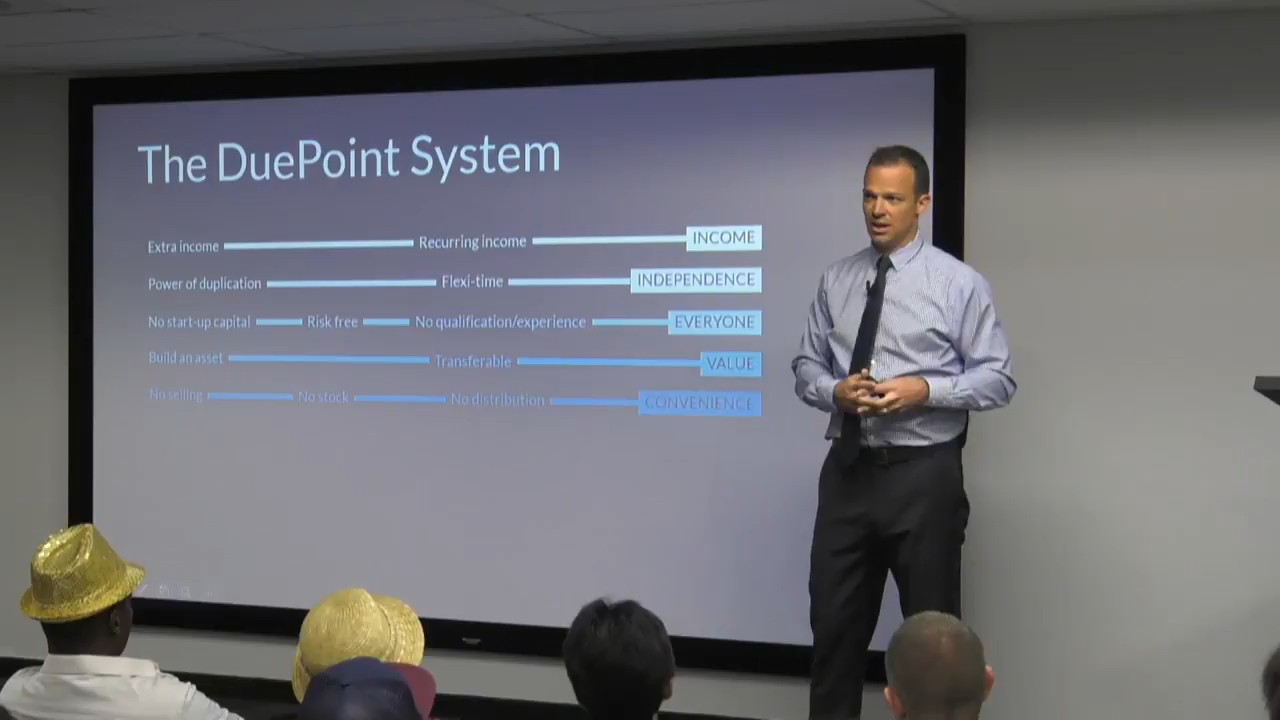 The DuePoint System
Extra income Recurring income INCOME
Power of duplication Flexi-time INDEPENDENCE
No start-up capital Risk free No qualification/experience EVERYONE
Build an asset Transferable VALUE
No selling No stock No distribution CONVENIENCE